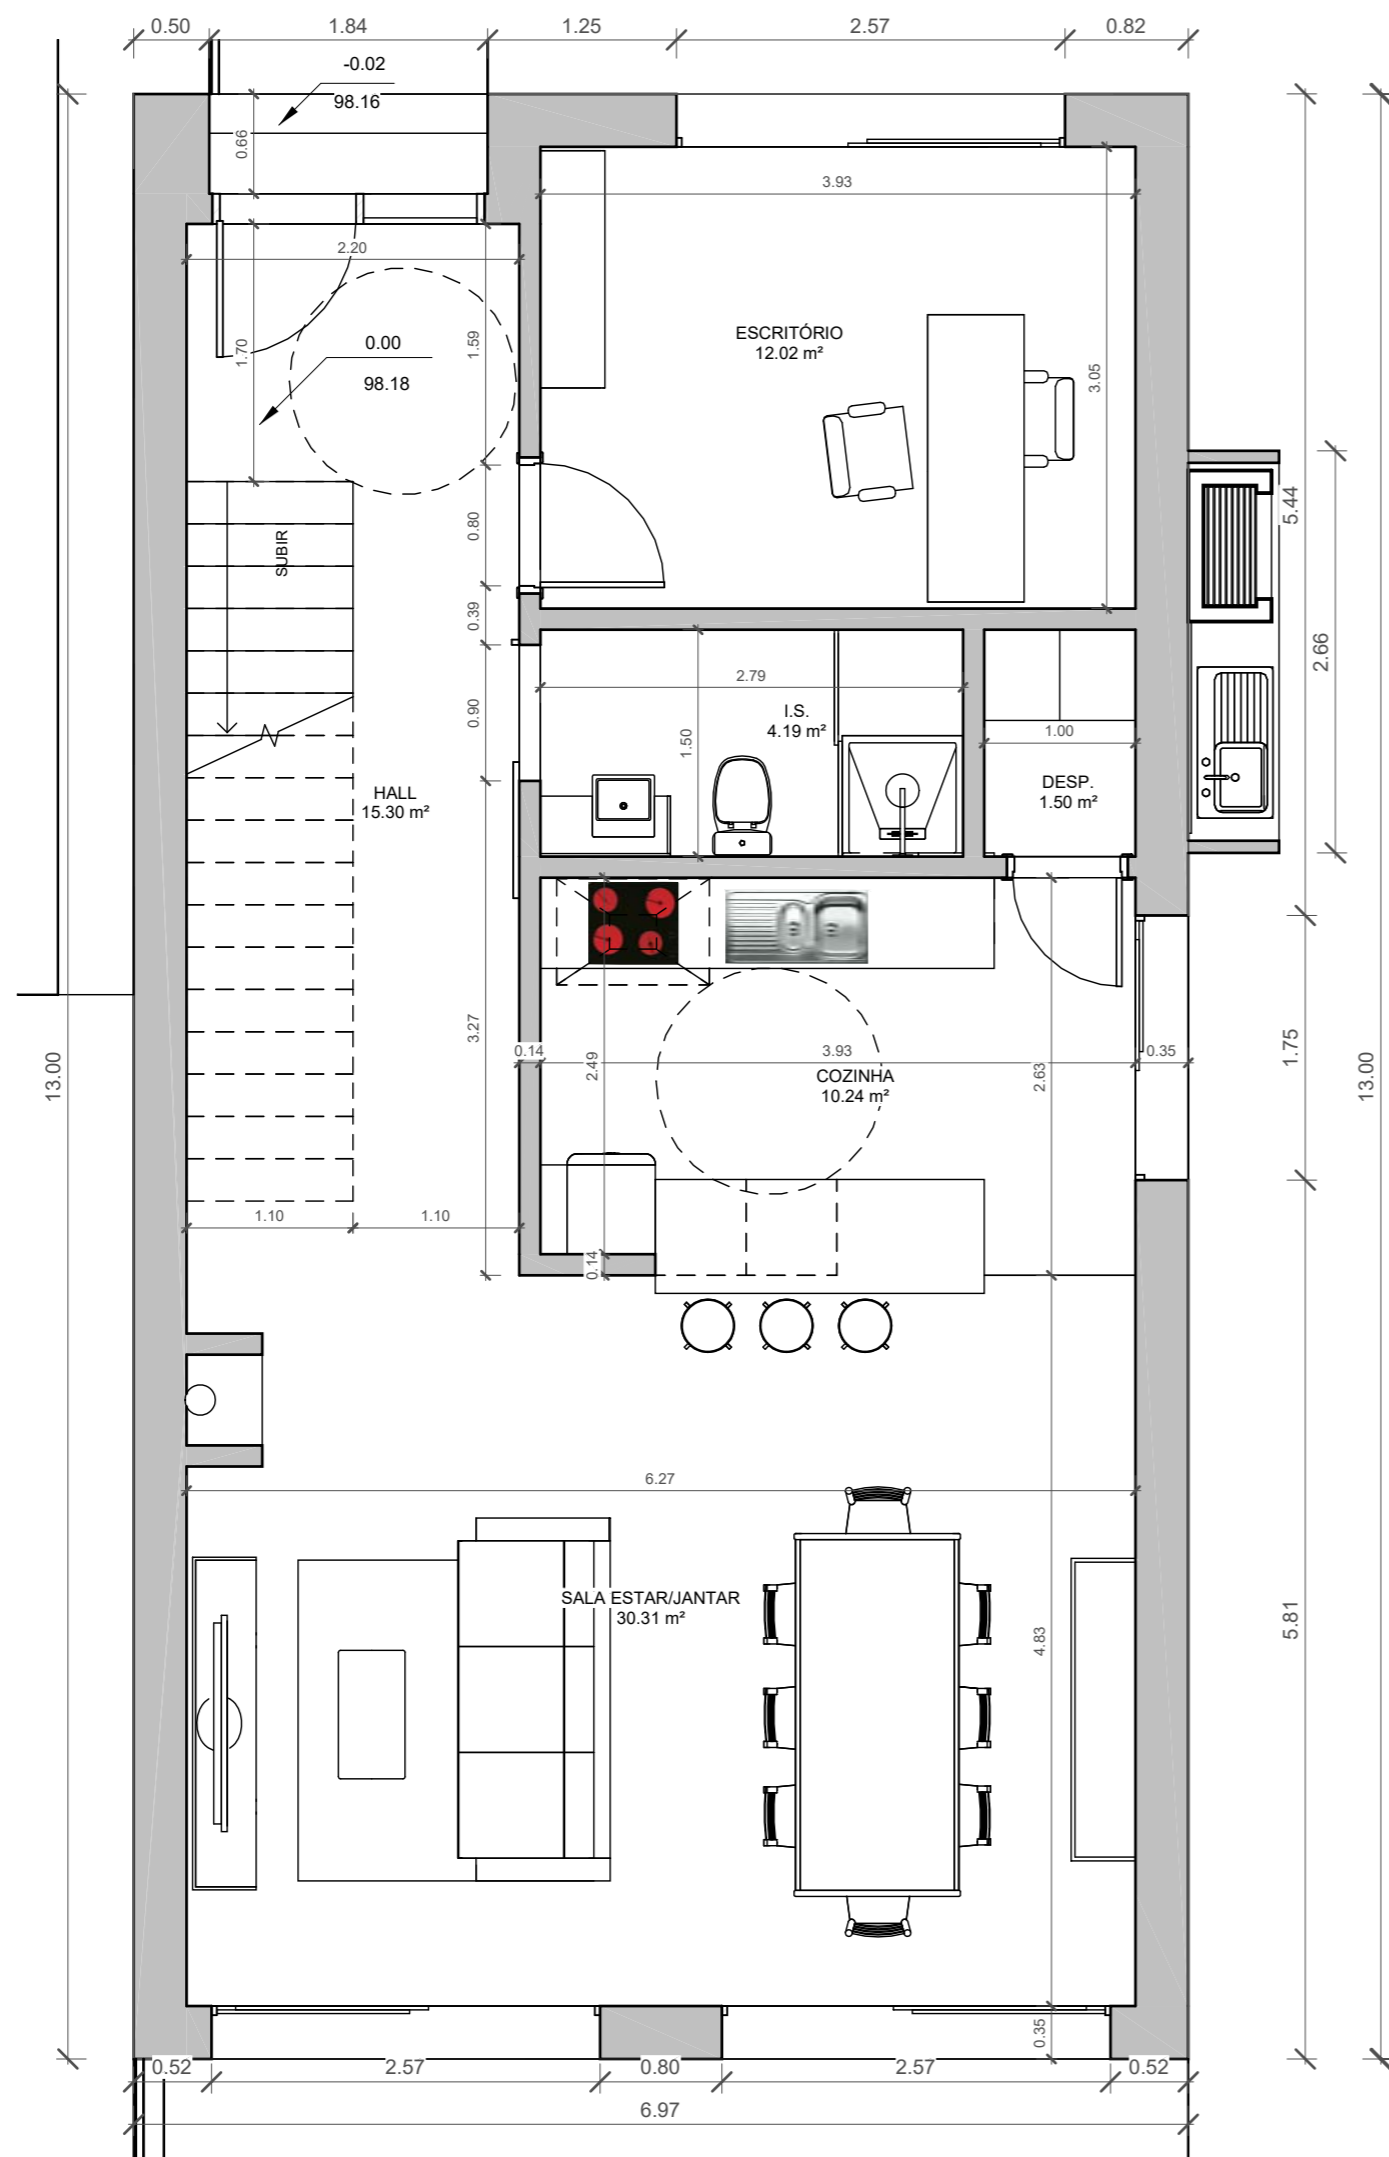 0.50 1.84 1.25 2.57 0.82
-0.02
98.16
0.66
3.93
2.20
1.70
0.00
98.18
1.59
ESCRITÓRIO
12.02 m²
3.05
5.44
SUBIR
0.80
0.39
2.66
2.79
0.90
I.S.
4.19 m²
1.50
1.00
DESP.
1.50 m²
HALL
15.30 m²
3.27
0.14
2.49
3.93
0.35
COZINHA
10.24 m²
2.63
1.75
13.00
13.00
1.10 1.10
0.14
6.27
SALA ESTAR/JANTAR
30.31 m²
4.83
5.81
0.35
0.52 2.57 0.80 2.57 0.52
6.97